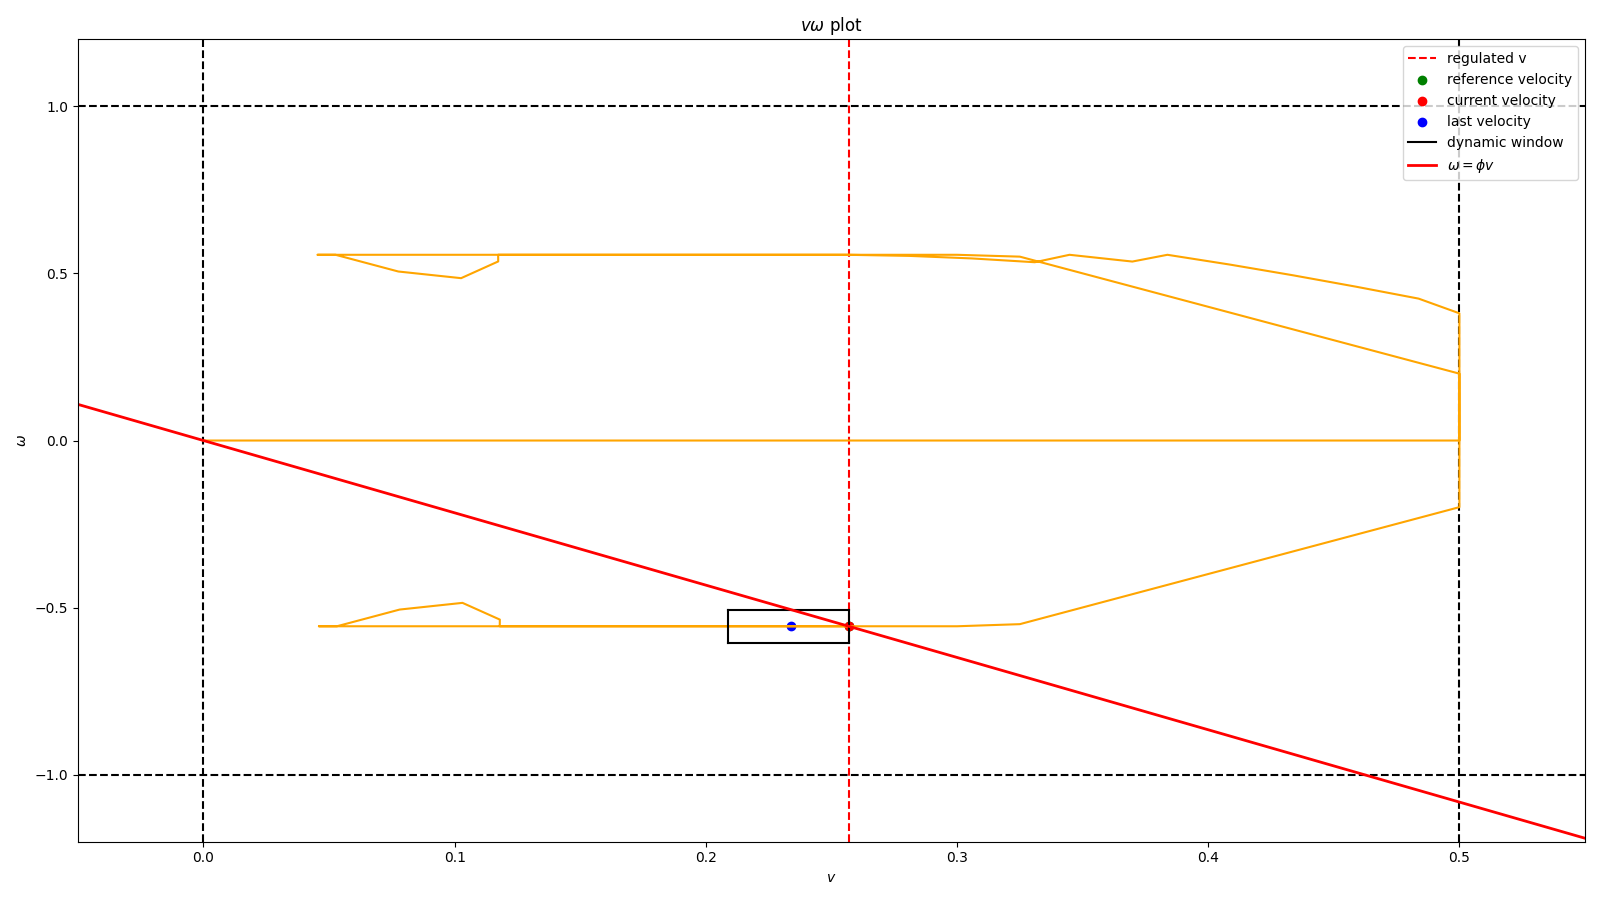 vω plot
regulated v
reference velocity
current velocity
last velocity
dynamic window
ω = ϕv
1.0
0.5
0.0
−0.5
−1.0
ω
0.0 0.1 0.2 0.3 0.4 0.5
v